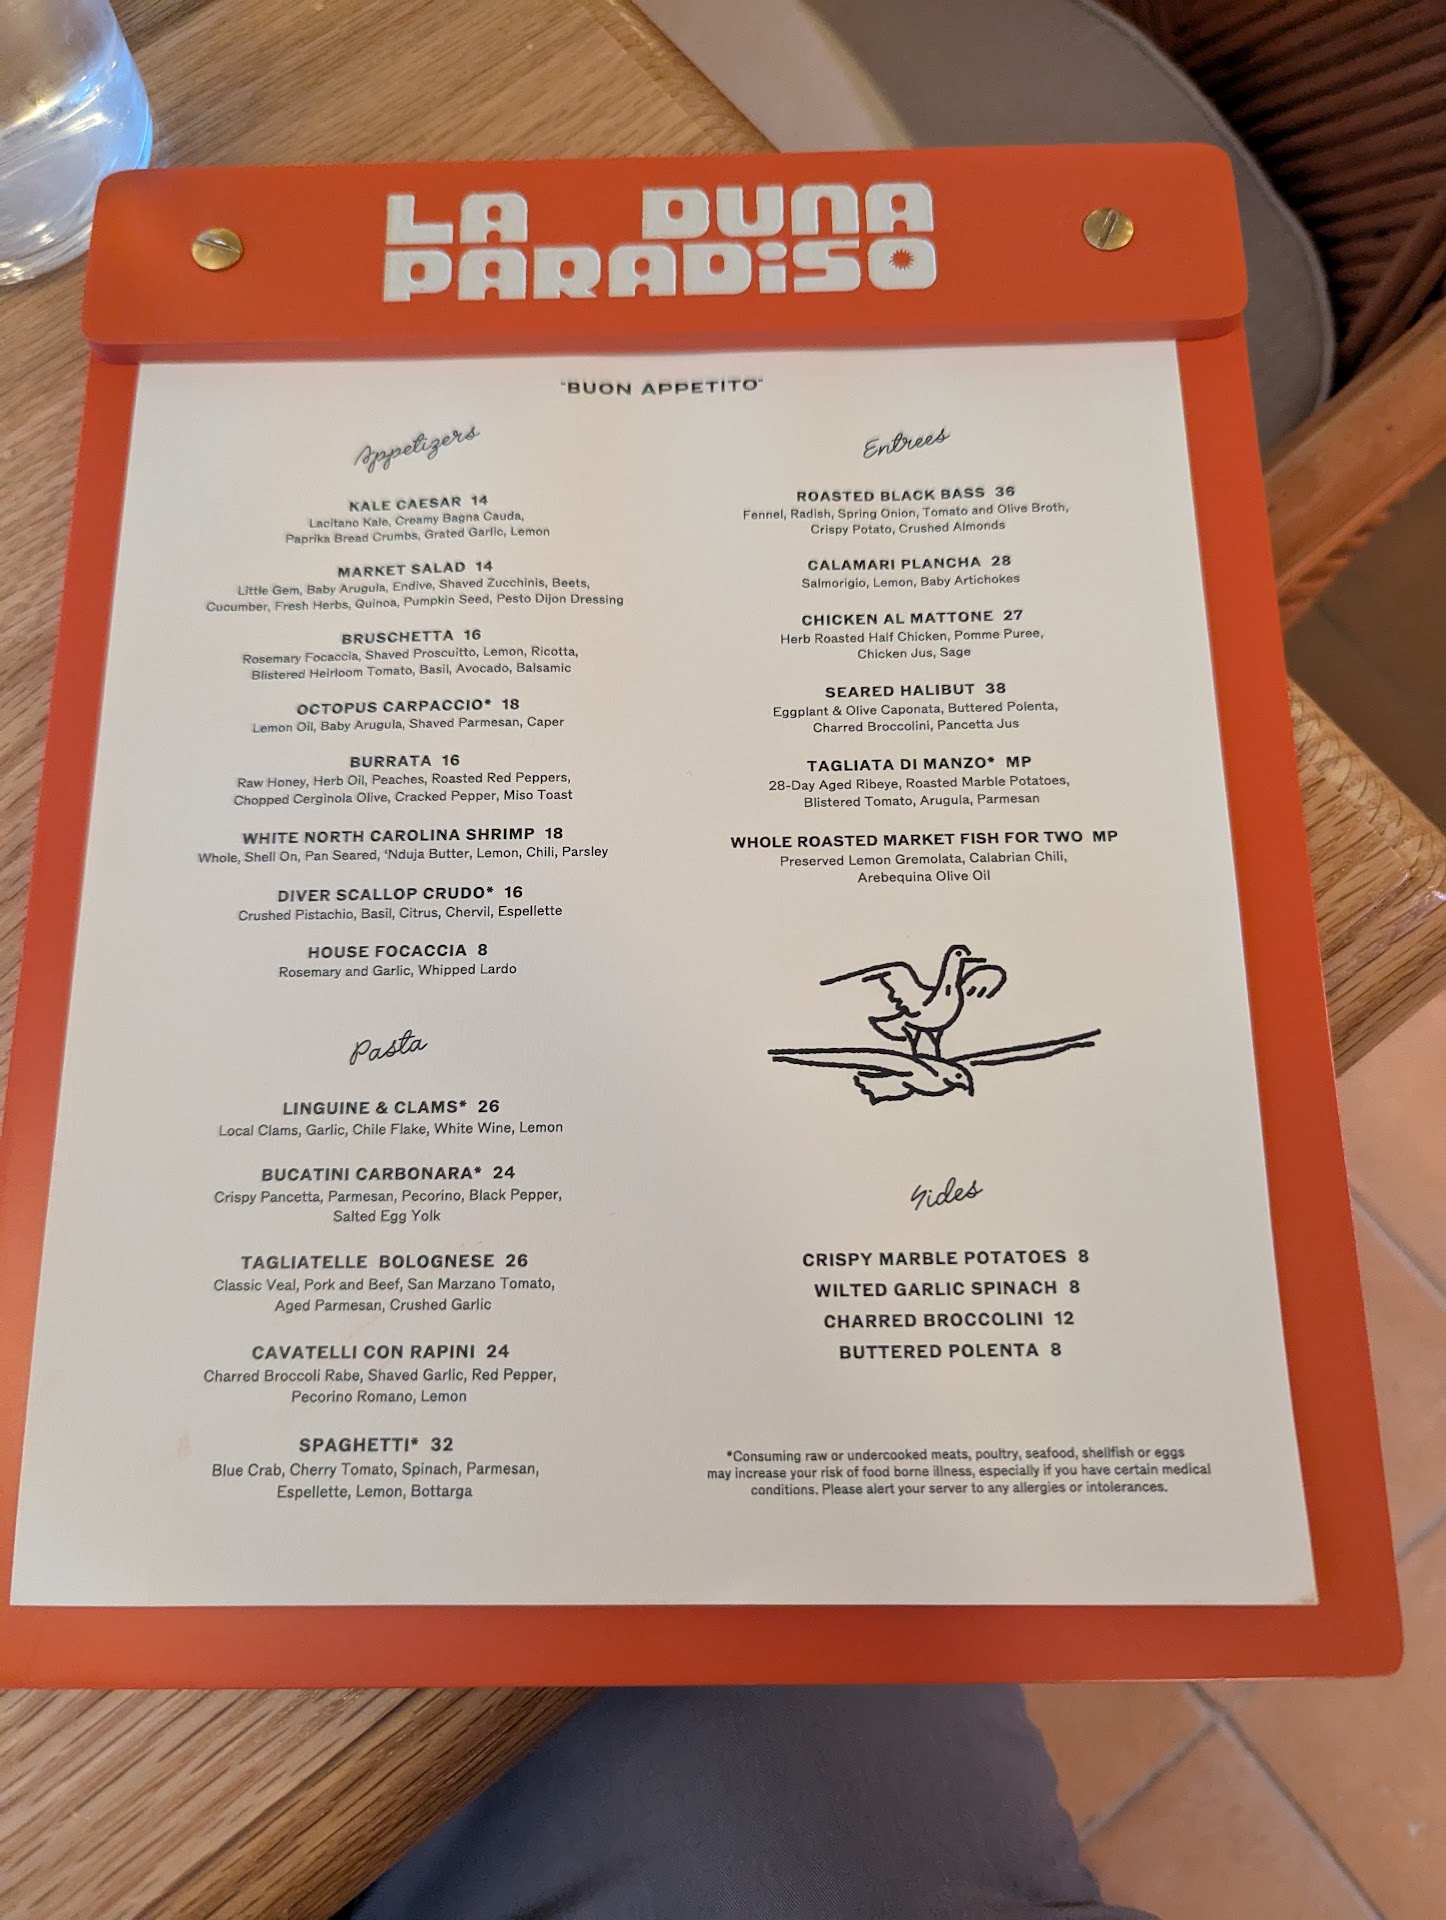 LA DUNA
PARADiSO
"BUON APPETITO"
Appetizers
KALE CAESAR 14
Lacitano Kale, Creamy Bagna Cauda,
Paprika Bread Crumbs, Grated Garlic, Lemon
MARKET SALAD 14
Little Gem, Baby Arugula, Endive, Shaved Zucchinis, Beets,
Cucumber, Fresh Herbs, Quinoa, Pumpkin Seed, Pesto Dijon Dressing
BRUSCHETTA 16
Rosemary Focaccia, Shaved Proscuitto, Lemon, Ricotta,
Blistered Heirloom Tomato, Basil, Avocado, Balsamic
OCTOPUS CARPACCIO* 18
Lemon Oil, Baby Arugula, Shaved Parmesan, Caper
BURRATA 16
Raw Honey, Herb Oil, Peaches, Roasted Red Peppers,
Chopped Cerginola Olive, Cracked Pepper, Miso Toast
WHITE NORTH CAROLINA SHRIMP 18
Whole, Shell On, Pan Seared, 'Nduja Butter, Lemon, Chili, Parsley
DIVER SCALLOP CRUDO* 16
Crushed Pistachio, Basil, Citrus, Chervil, Espellette
HOUSE FOCACCIA 8
Rosemary and Garlic, Whipped Lardo
Pasta
LINGUINE & CLAMS* 26
Local Clams, Garlic, Chile Flake, White Wine, Lemon
BUCATINI CARBONARA* 24
Crispy Pancetta, Parmesan, Pecorino, Black Pepper,
Salted Egg Yolk
TAGLIATELLE BOLOGNESE 26
Classic Veal, Pork and Beef, San Marzano Tomato,
Aged Parmesan, Crushed Garlic
CAVATELLI CON RAPINI 24
Charred Broccoli Rabe, Shaved Garlic, Red Pepper,
Pecorino Romano, Lemon
SPAGHETTI* 32
Blue Crab, Cherry Tomato, Spinach, Parmesan,
Espellette, Lemon, Bottarga
Entrees
ROASTED BLACK BASS 36
Fennel, Radish, Spring Onion, Tomato and Olive Broth,
Crispy Potato, Crushed Almonds
CALAMARI PLANCHA 28
Salmorigio, Lemon, Baby Artichokes
CHICKEN AL MATTONE 27
Herb Roasted Half Chicken, Pomme Puree,
Chicken Jus, Sage
SEARED HALIBUT 38
Eggplant & Olive Caponata, Buttered Polenta,
Charred Broccolini, Pancetta Jus
TAGLIATA DI MANZO* MP
28-Day Aged Ribeye, Roasted Marble Potatoes,
Blistered Tomato, Arugula, Parmesan
WHOLE ROASTED MARKET FISH FOR TWO MP
Preserved Lemon Gremolata, Calabrian Chili,
Arebequina Olive Oil
Sides
CRISPY MARBLE POTATOES 8
WILTED GARLIC SPINACH 8
CHARRED BROCCOLINI 12
BUTTERED POLENTA 8
*Consuming raw or undercooked meats, poultry, seafood, shellfish or eggs
may increase your risk of food borne illness, especially if you have certain medical
conditions. Please alert your server to any allergies or intolerances.